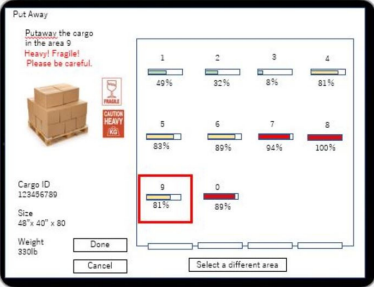 Put Away
Putaway the cargo
in the area 9
Heavy! Fragile!
Please be careful.
FRAGILE
CAUTION
HEAVY
KG
1 2 3 4
49% 32% 8% 81%
5 6 7 8
83% 89% 94% 100%
9 0
81% 89%
Cargo ID
123456789
Size
48"x 40" x 80
Weight
330lb
Done
Cancel
Select a different area